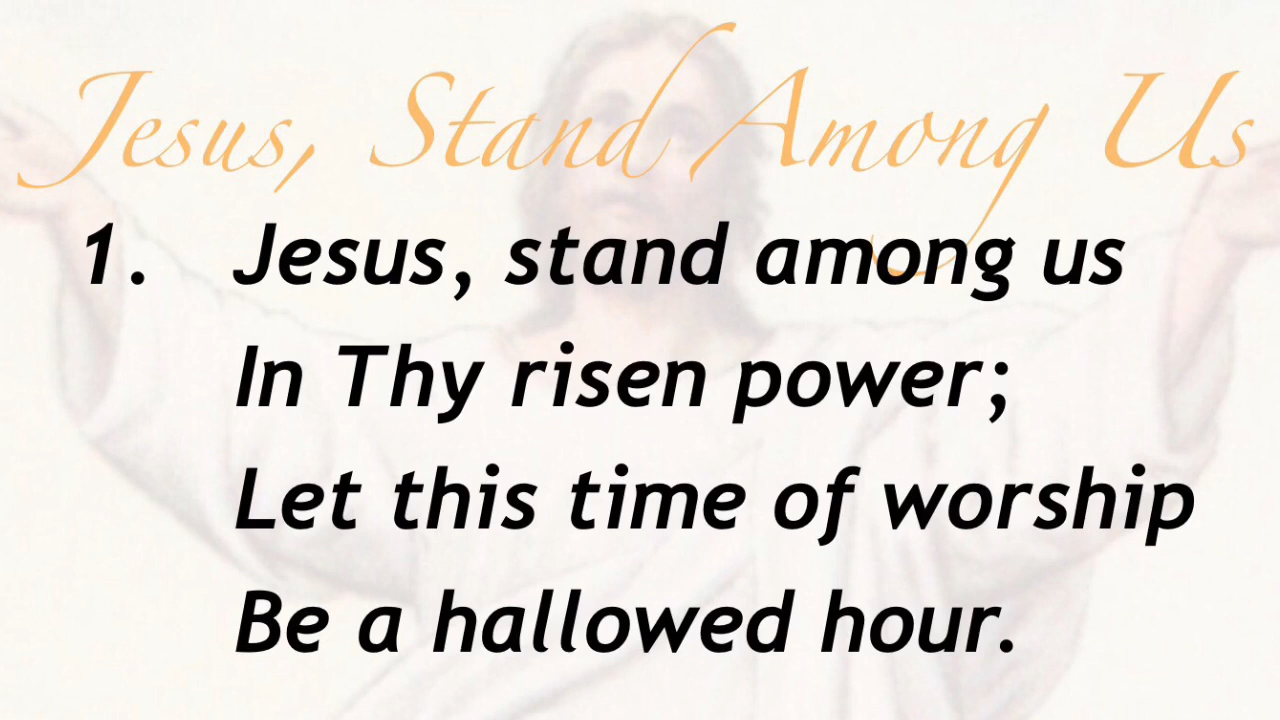 Jesus, Stand Among Us
1. Jesus, stand among us
In Thy risen power;
Let this time of worship
Be a hallowed hour.